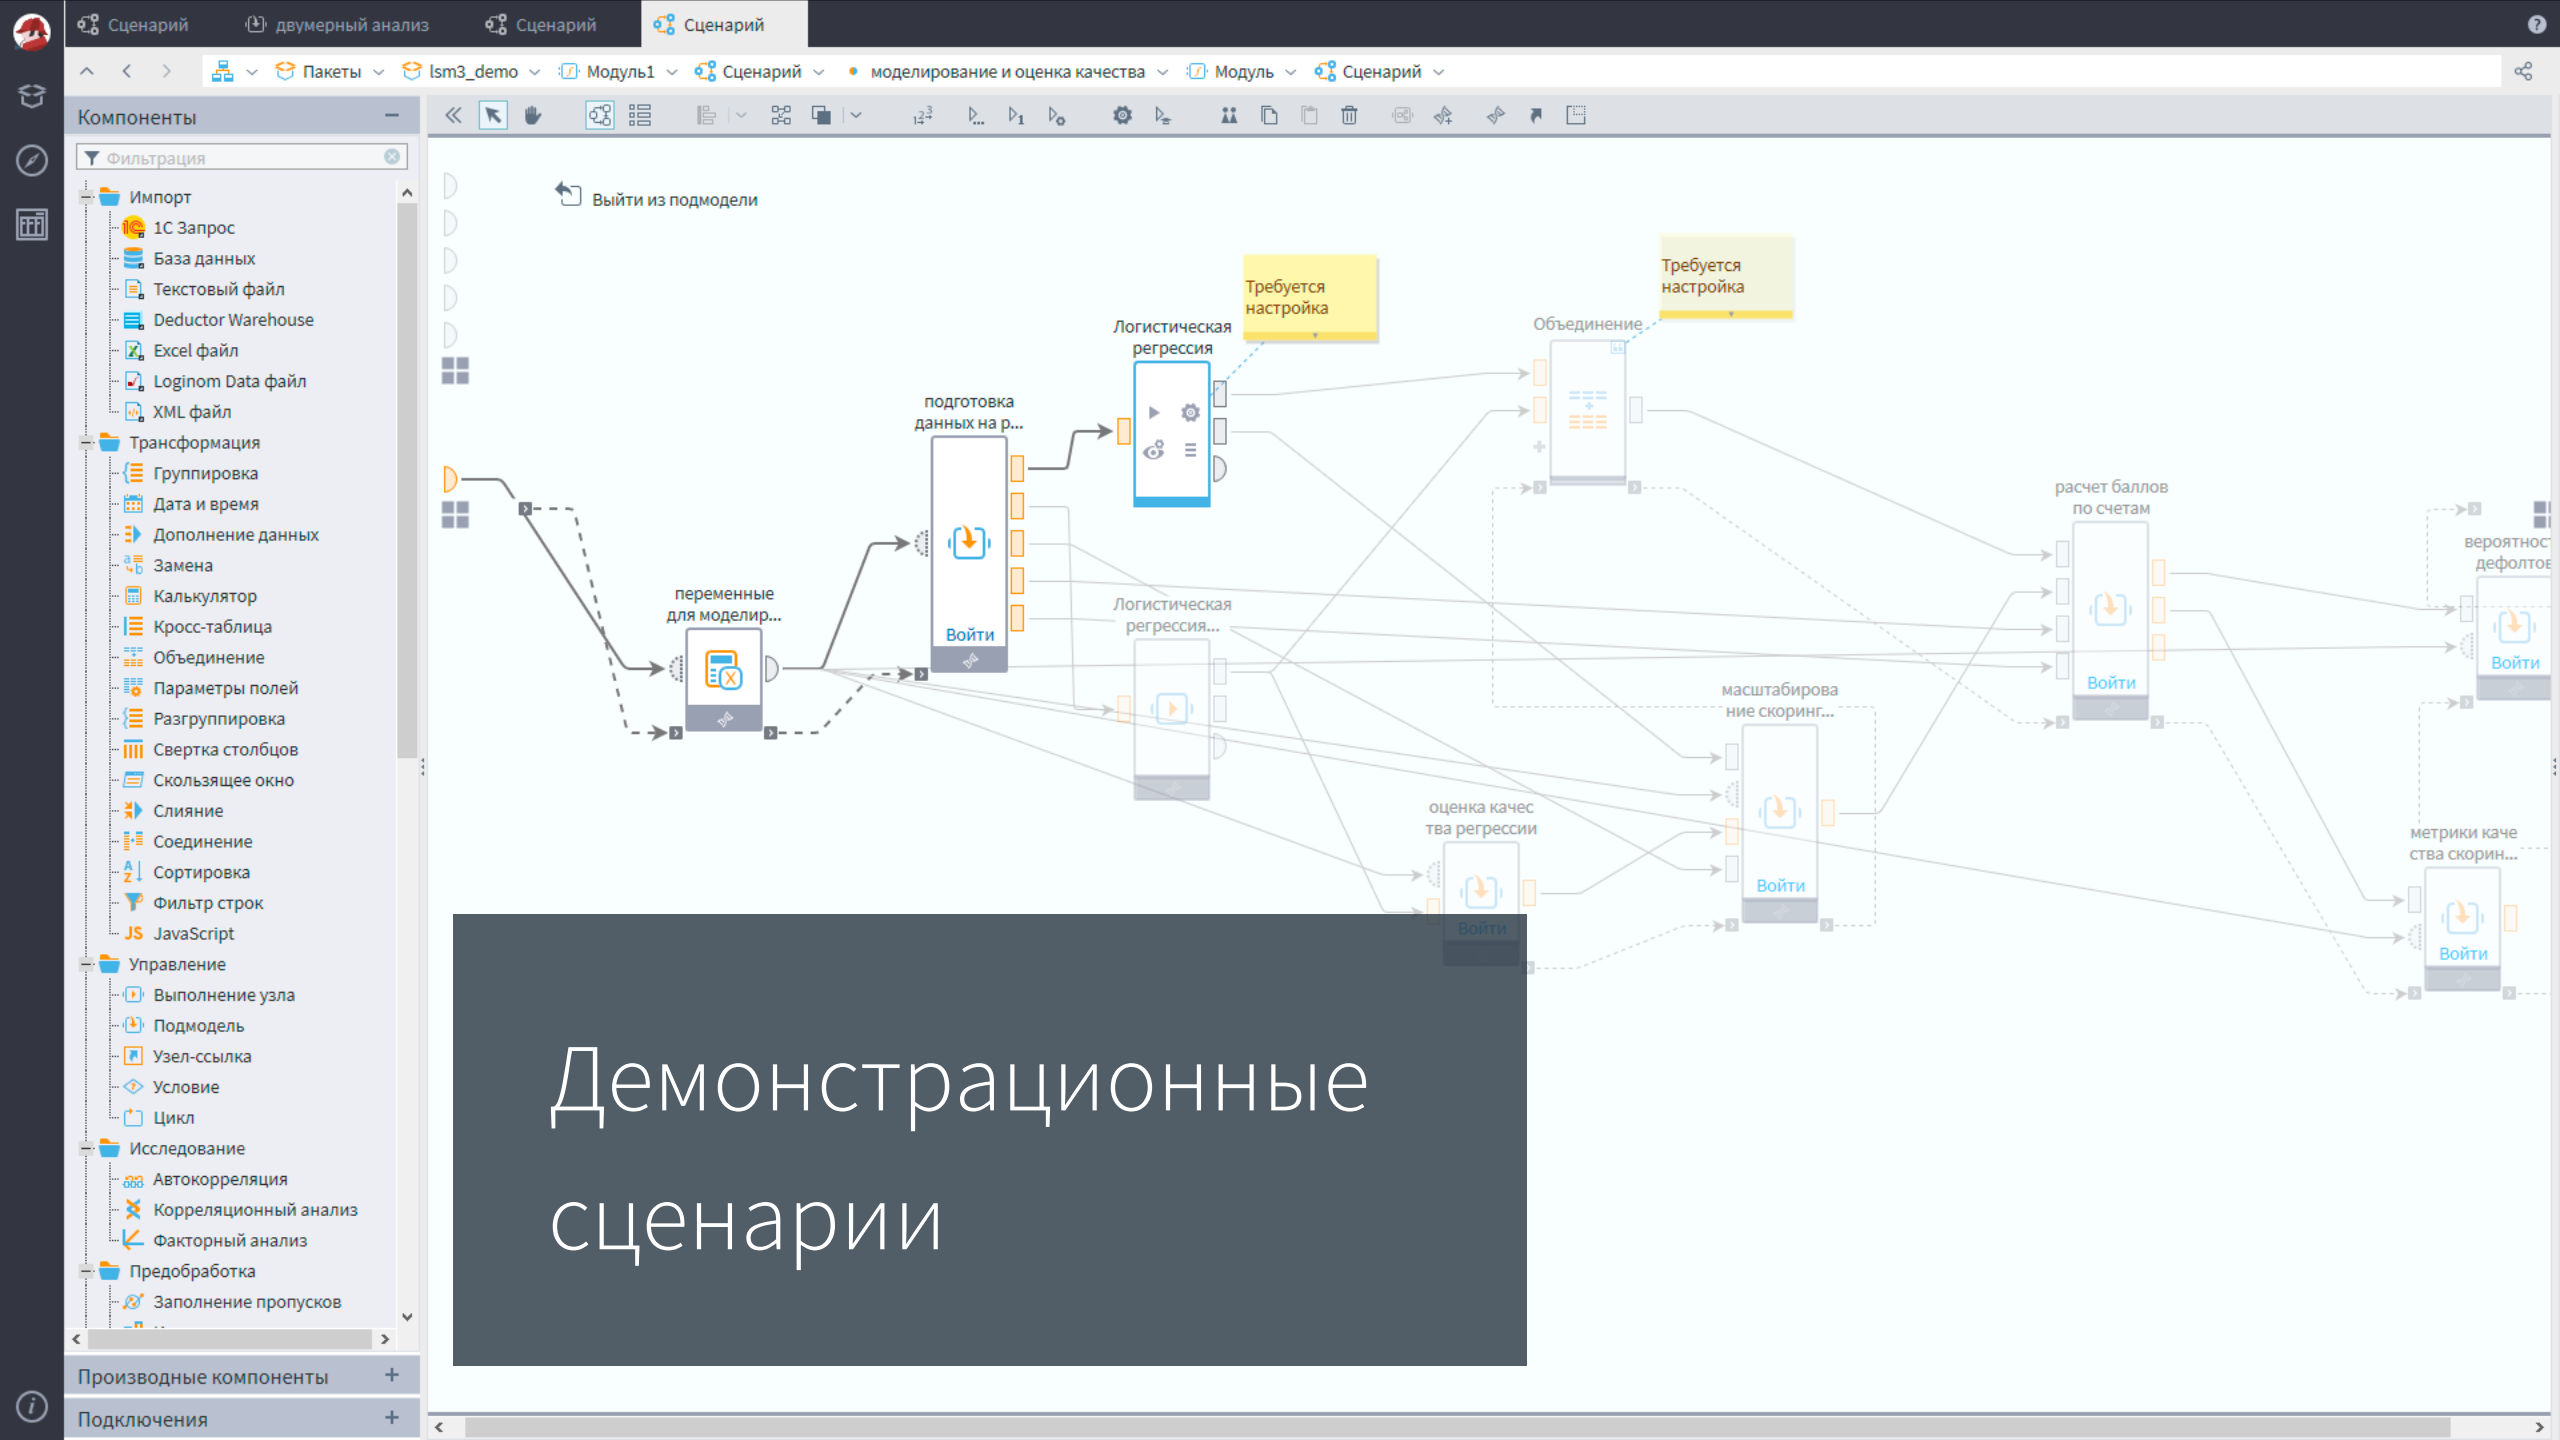 Сценарий
двумерный анализ
Сценарий
Сценарий
Пакеты
lsm3_demo
Модуль1
Сценарий
моделирование и оценка качества
Модуль
Сценарий
Компоненты
Фильтрация
Импорт
1С Запрос
База данных
Текстовый файл
Deductor Warehouse
Excel файл
Loginom Data файл
XML файл
Трансформация
Группировка
Дата и время
Дополнение данных
Замена
Калькулятор
Кросс-таблица
Объединение
Параметры полей
Разгруппировка
Свертка столбцов
Скользящее окно
Слияние
Соединение
Сортировка
Фильтр строк
JS JavaScript
Управление
Выполнение узла
Подмодель
Узел-ссылка
Условие
Цикл
Исследование
Автокорреляция
Корреляционный анализ
Факторный анализ
Предобработка
Заполнение пропусков
Производные компоненты
Подключения
Выйти из подмодели
Требуется
настройка
Требуется
настройка
Логистическая
регрессия
Объединение
подготовка
данных на р...
Войти
переменные
для моделир...
Логистическая
регрессия...
расчет баллов
по счетам
Войти
вероятност
дефолтов
Войти
масштабирова
ние скоринг...
Войти
оценка качес
тва регрессии
Войти
метрики каче
ства скорин...
Войти
Демонстрационные
сценарии